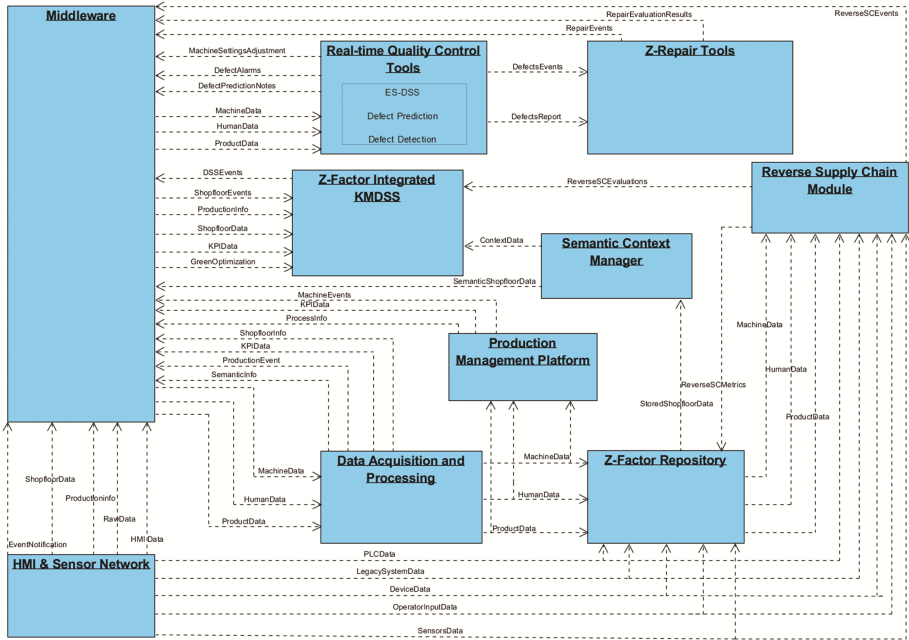 ReverseSCEvents
Middleware
RepairEvaluationResults
RepairEvents
MachineSettingsAdjustment
Real-time Quality Control
Tools
Z-Repair Tools
DefectAlarms
DefectsEvents
DefectPredictionNotes
ES-DSS
MachineData
Defect Prediction
DefectsReport
HumanData
Defect Detection
ProductData
DSSEvents
Z-Factor Integrated
KMDSS
ReverseSCEvaluations
Reverse Supply Chain
Module
ShopfloorEvents
ProductionInfo
ShopfloorData
KPIData
GreenOptimization
ContextData
Semantic Context
Manager
SemanticShopfloorData
MachineEvents
KPIData
ProcessInfo
ShopfloorInfo
KPIData
ProductionEvent
SemanticInfo
Production
Management Platform
MachineData
HumanData
ReverseSCMetrics
StoredShopfloorData
ProductData
Data Acquisition and
Processing
MachineData
Z-Factor Repository
MachineData
HumanData
HumanData
ProductData
ProductData
ShopfloorData
Productioninfo
RawData
HMIData
EventNotification
HMI & Sensor Network
PLCData
LegacySystemData
DeviceData
OperatorInputData
SensorsData